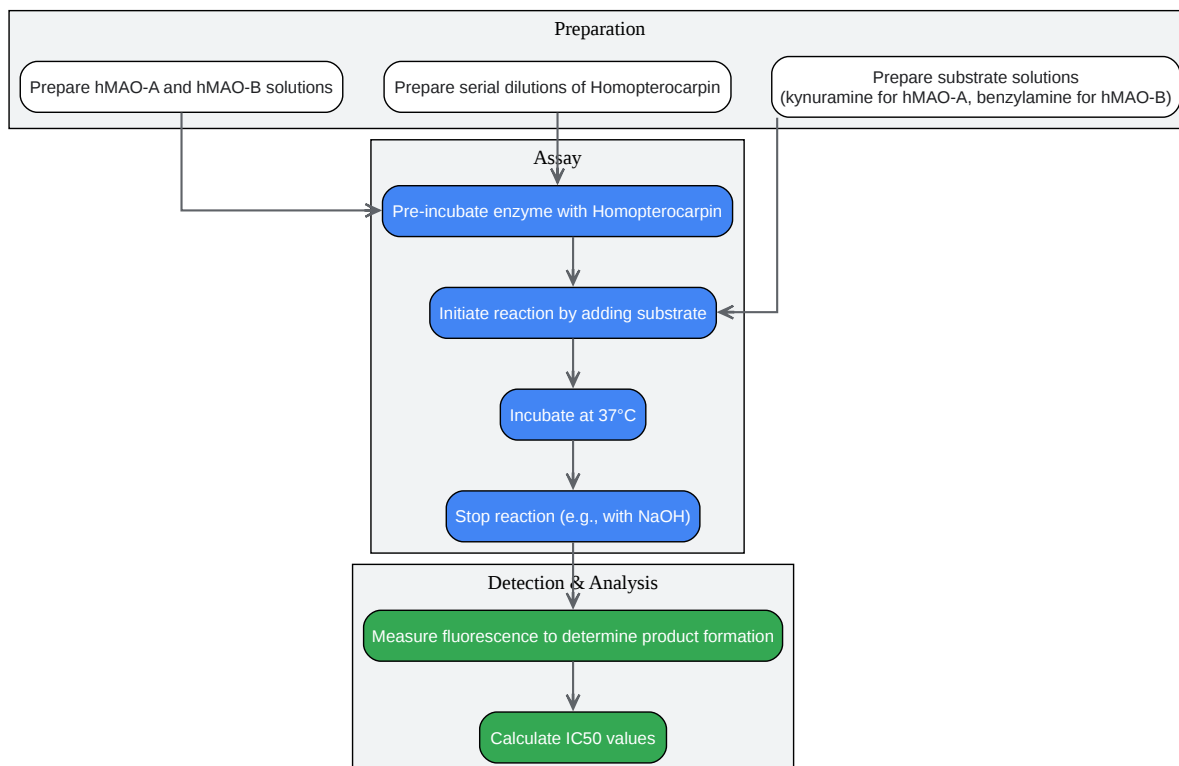 Preparation
Prepare hMAO-A and hMAO-B solutions
Prepare serial dilutions of Homopterocarpin
Prepare substrate solutions
(kynuramine for hMAO-A, benzylamine for hMAO-B)
Assay
Pre-incubate enzyme with Homopterocarpin
Initiate reaction by adding substrate
Incubate at 37°C
Stop reaction (e.g., with NaOH)
Detection & Analysis
Measure fluorescence to determine product formation
Calculate IC50 values